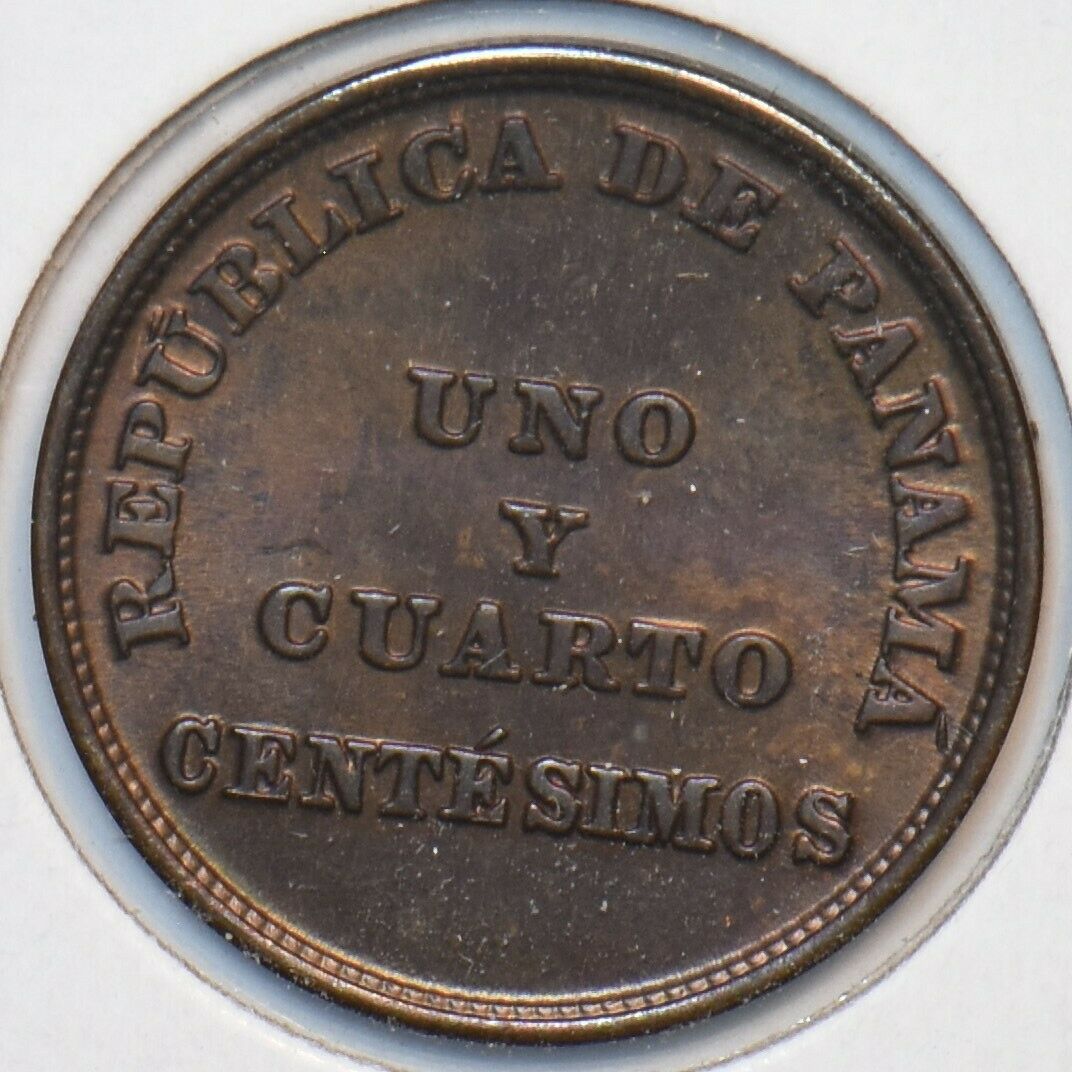 REPÚBLICA DE PANAMÁ
UNO
Y
CUARTO
CENTÉSIMOS